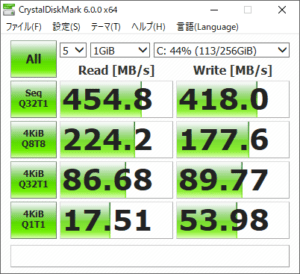 CrystalDiskMark 6.0.0 x64
ファイル(F) 設定(S) テーマ(T) ヘルプ(H) 言語(Language)
All 5 1GiB C: 44% (113/256GiB)
Read [MB/s] Write [MB/s]
Seq Q32T1 454.8 418.0
4KiB Q8T8 224.2 177.6
4KiB Q32T1 86.68 89.77
4KiB Q1T1 17.51 53.98